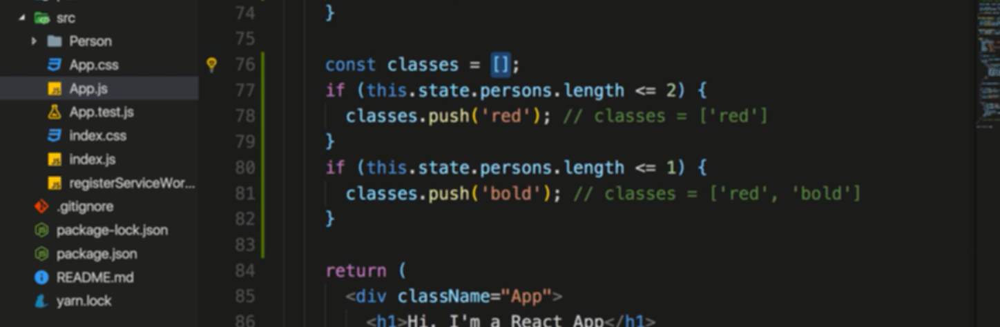 src
Person
App.css
App.js
App.test.js
index.css
index.js
registerServiceWor...
.gitignore
package-lock.json
package.json
README.md
yarn.lock
74 }
75
76 const classes = [];
77 if (this.state.persons.length <= 2) {
78 classes.push('red'); // classes = ['red']
79 }
80 if (this.state.persons.length <= 1) {
81 classes.push('bold'); // classes = ['red', 'bold']
82 }
83
84 return (
85 <div className="App">
86 <h1>Hi, I'm a React App</h1>